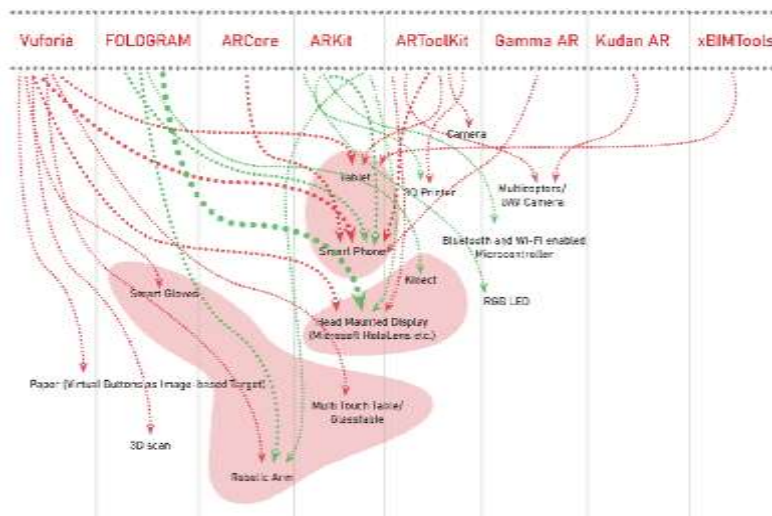 Vuforia FOLOGRAM ARCore ARKit ARToolKit Gamma AR Kudan AR xBIMTools
Camera
Tablet
3D Printer
Multicopters/
UAV Camera
Bluetooth and Wi-Fi enabled
Microcontroller
Smart Phone
Kinect
Smart Gloves
RGB LED
Head Maunted Display
(Microsoft HoloLens etc.)
Paper (Virtual Buttons as Image-based Target)
Multi Touch Table/
Glasstable
3D scan
Robotic Arm